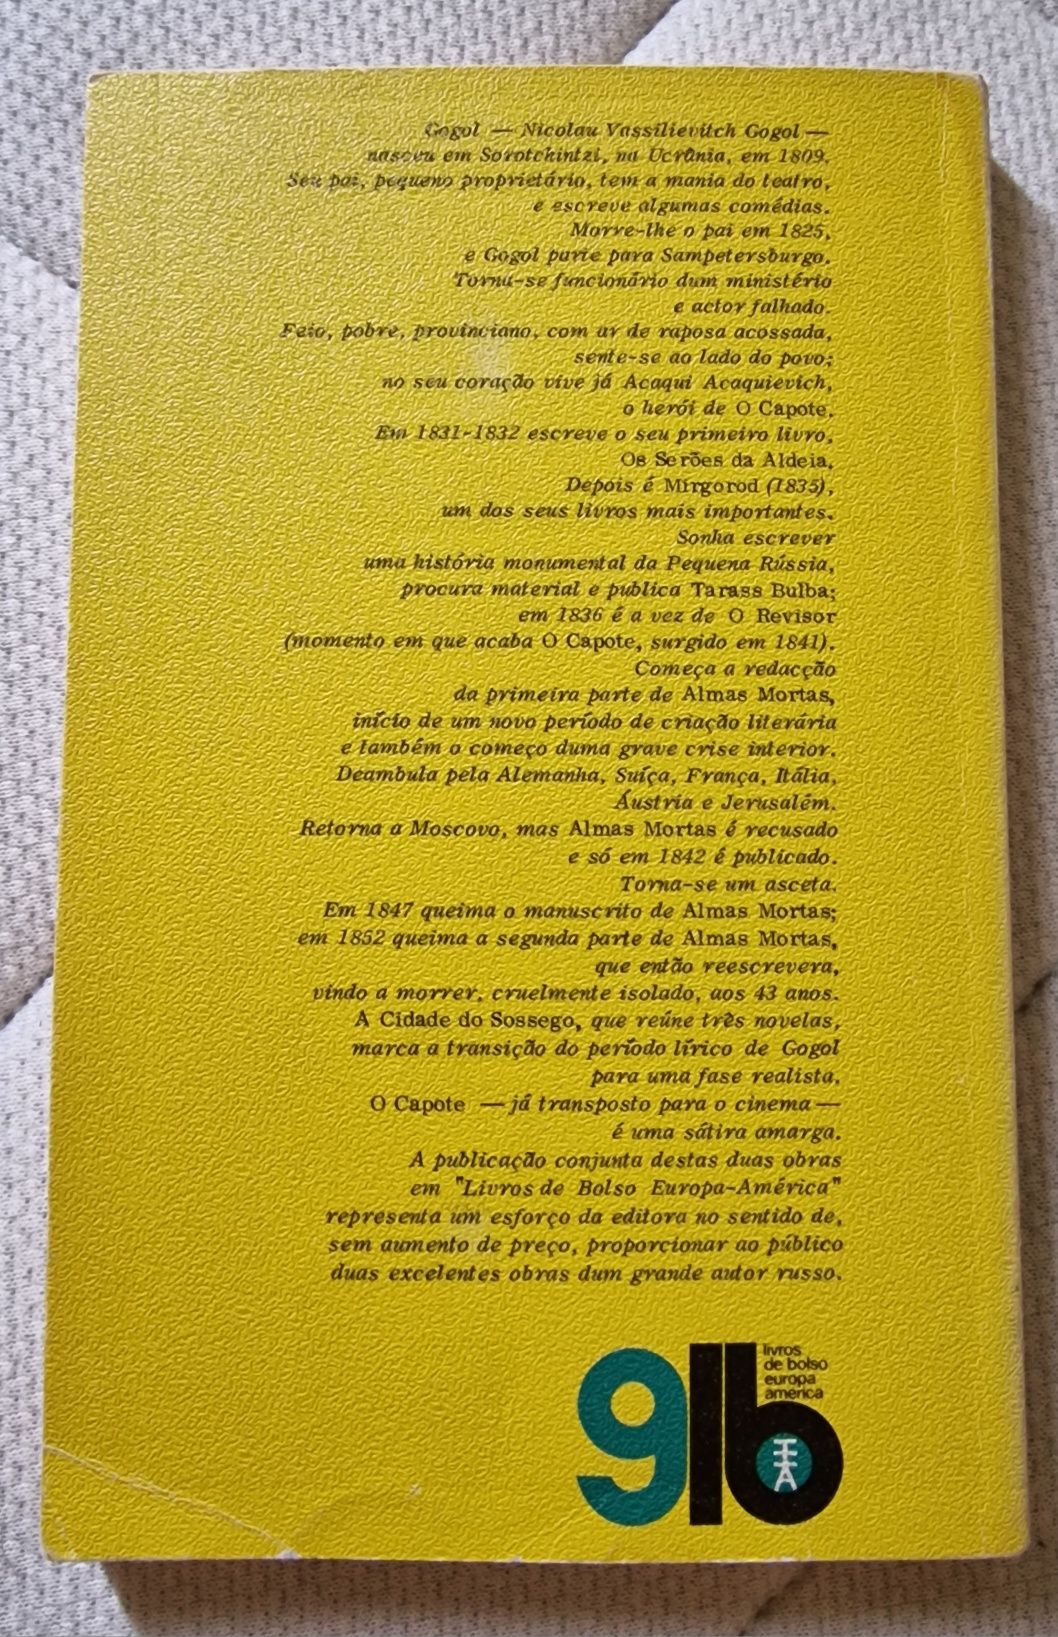 Gogol — Nicolau Vassilievitch Gogol —
nasceu em Sorotchintzi, na Ucrânia, em 1809.
Seu pai, pequeno proprietário, tem a mania do teatro,
e escreve algumas comédias.
Morre-lhe o pai em 1825,
e Gogol parte para Sampetersburgo.
Torna-se funcionário dum ministério
e actor falhado.
Feio, pobre, provinciano, com ar de raposa acossada,
sente-se ao lado do povo;
no seu coração vive já Acaqui Acaquievich,
o herói de O Capote.
Em 1831-1832 escreve o seu primeiro livro,
Os Serões da Aldeia.
Depois é Mirgorod (1835),
um dos seus livros mais importantes.
Sonha escrever
uma história monumental da Pequena Rússia,
procura material e publica Tarass Bulba;
em 1836 é a vez de O Revisor
(momento em que acaba O Capote, surgido em 1841).
Começa a redacção
da primeira parte de Almas Mortas,
início de um novo período de criação literária
e também o começo duma grave crise interior.
Deambula pela Alemanha, Suíça, França, Itália,
Áustria e Jerusalém.
Retorna a Moscovo, mas Almas Mortas é recusado
e só em 1842 é publicado.
Torna-se um asceta.
Em 1847 queima o manuscrito de Almas Mortas;
em 1852 queima a segunda parte de Almas Mortas,
que então reescrevera,
vindo a morrer, cruelmente isolado, aos 43 anos.
A Cidade do Sossego, que reúne três novelas,
marca a transição do período lírico de Gogol
para uma fase realista.
O Capote — já transposto para o cinema —
é uma sátira amarga.
A publicação conjunta destas duas obras
em "Livros de Bolso Europa-América"
representa um esforço da editora no sentido de,
sem aumento de preço, proporcionar ao público
duas excelentes obras dum grande autor russo.
9lb
livros
de bolso
europa
américa